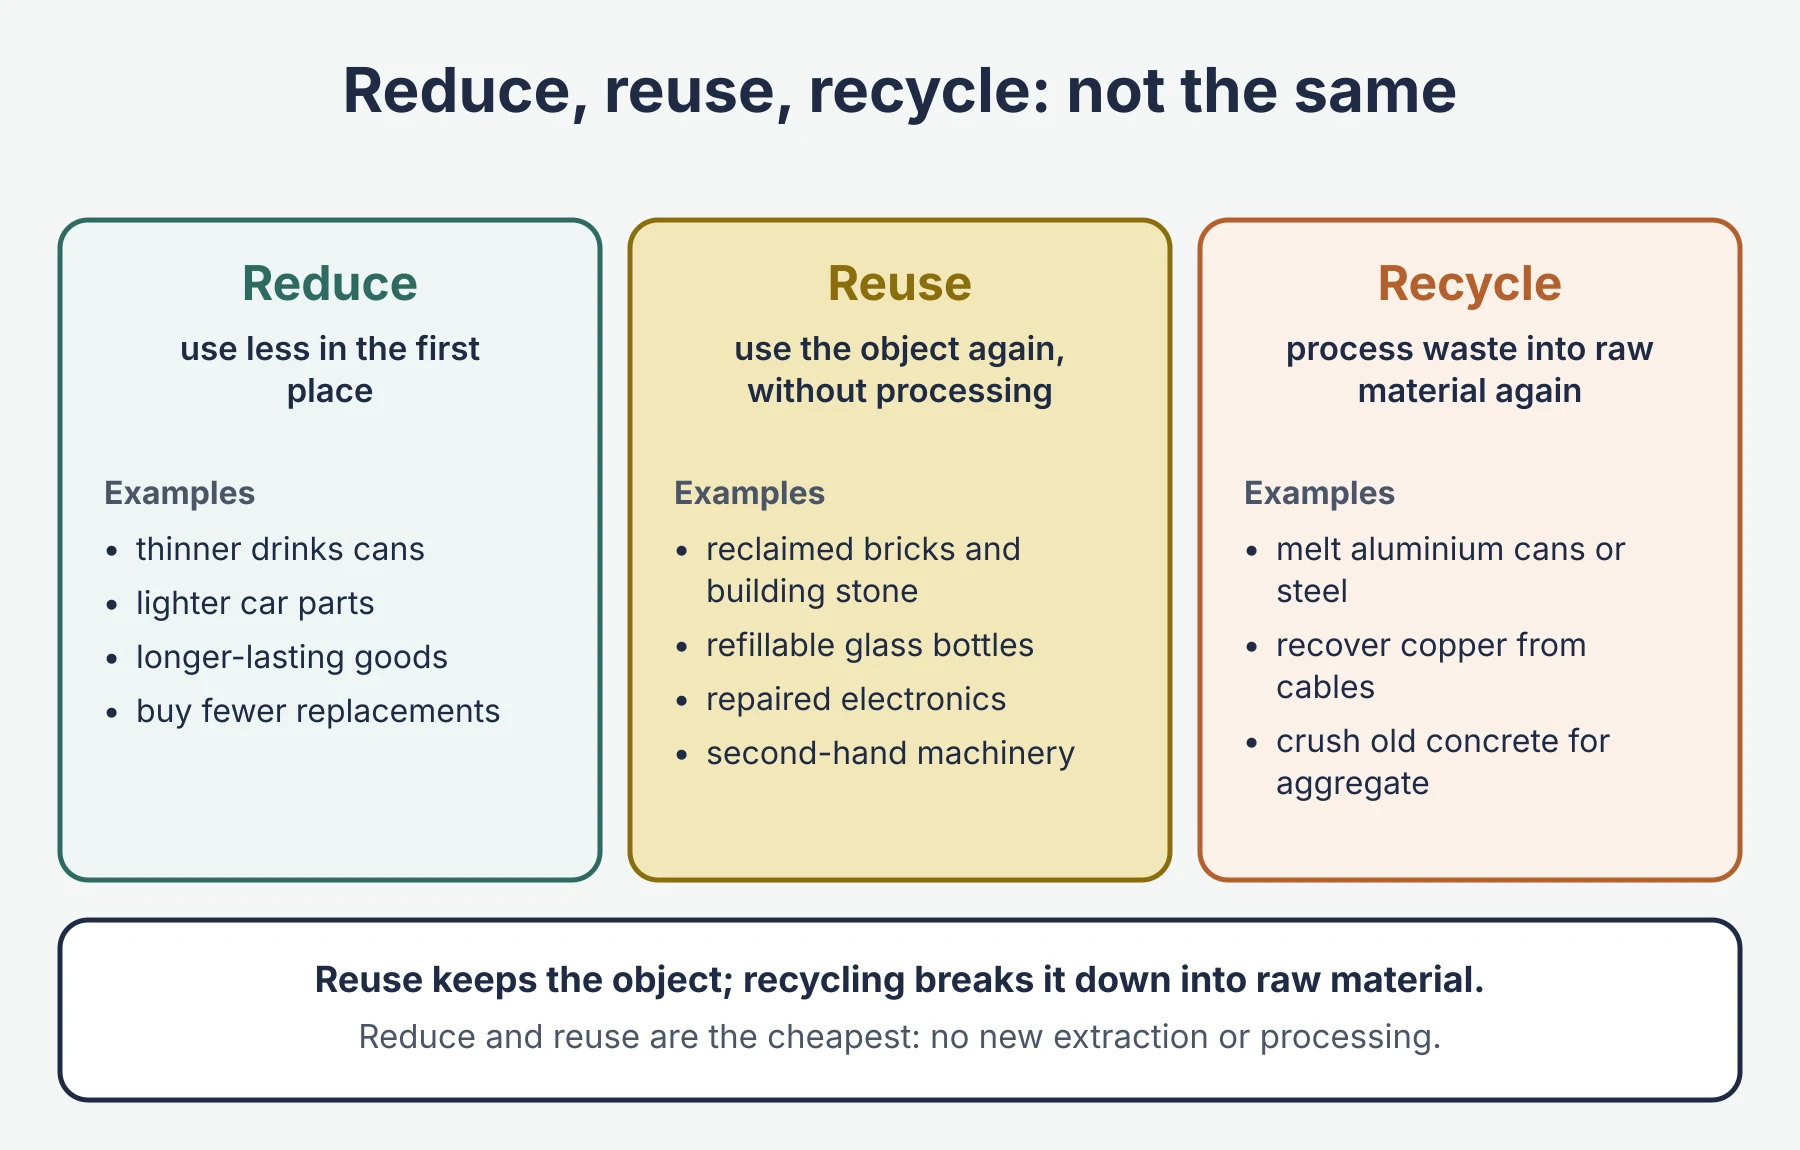 Reduce, reuse, recycle: not the same
Reduce
use less in the first
place
Examples
• thinner drinks cans
• lighter car parts
• longer-lasting goods
• buy fewer replacements
Reuse
use the object again,
without processing
Examples
• reclaimed bricks and
building stone
• refillable glass bottles
• repaired electronics
• second-hand machinery
Recycle
process waste into raw
material again
Examples
• melt aluminium cans or
steel
• recover copper from
cables
• crush old concrete for
aggregate
Reuse keeps the object; recycling breaks it down into raw material.
Reduce and reuse are the cheapest: no new extraction or processing.